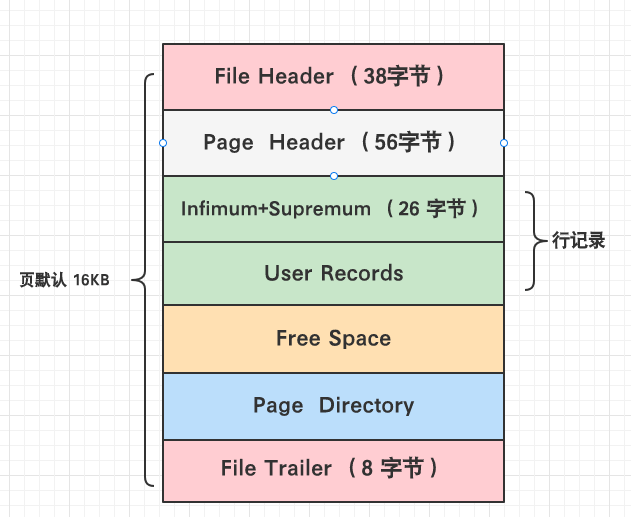 File Header （38字节）
Page Header （56字节）
Infimum+Supremum （26 字节）
行记录
User Records
页默认 16KB
Free Space
Page Directory
File Trailer （8 字节）